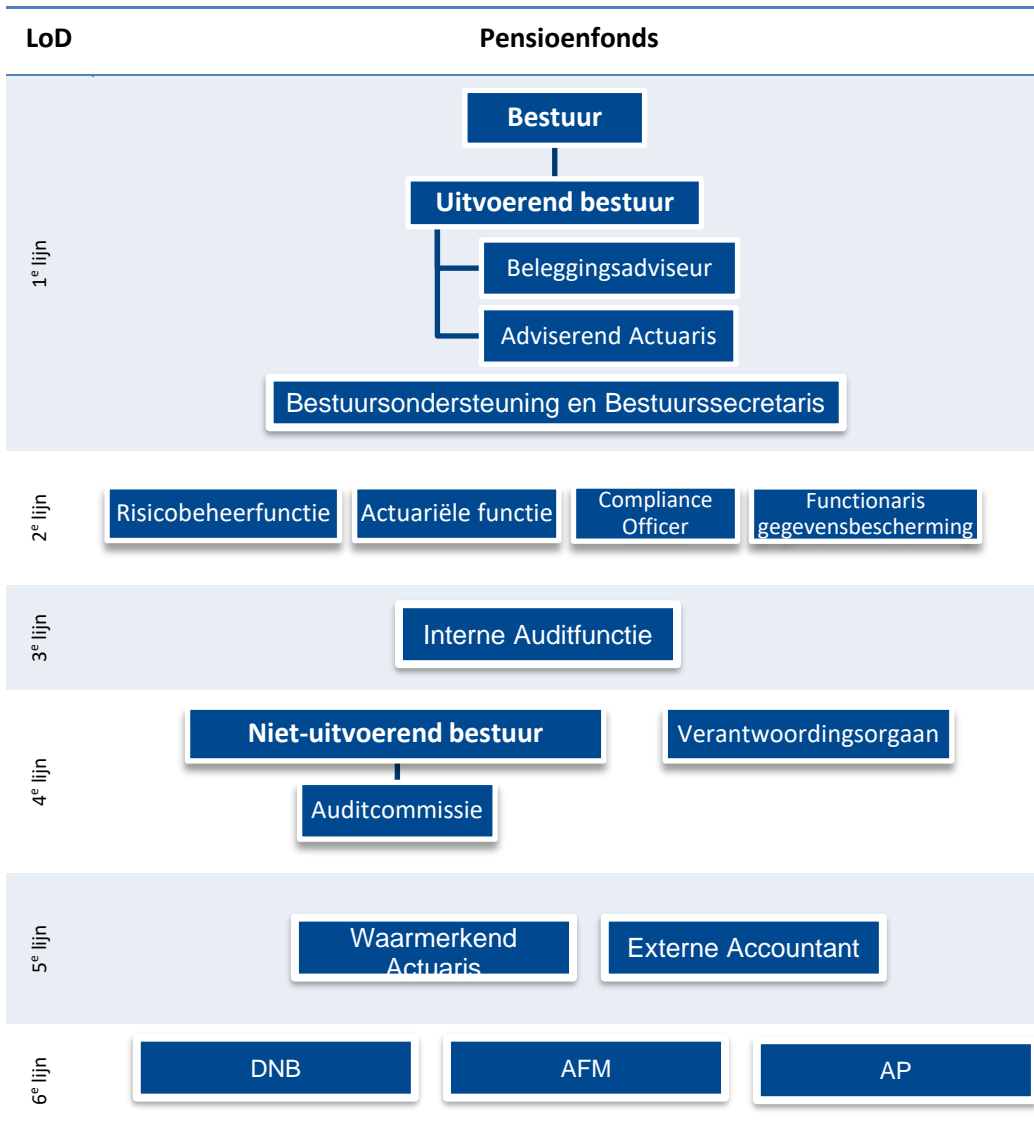 LoD Pensioenfonds
1e lijn
Bestuur
Uitvoerend bestuur
Beleggingsadviseur
Adviserend Actuaris
Bestuursondersteuning en Bestuurssecretaris
2e lijn
Risicobeheerfunctie
Actuariële functie
Compliance
Officer
Functionaris
gegevensbescherming
3e lijn
Interne Auditfunctie
4e lijn
Niet-uitvoerend bestuur
Verantwoordingsorgaan
Auditcommissie
5e lijn
Waarmerkend
Actuaris
Externe Accountant
6e lijn
DNB
AFM
AP